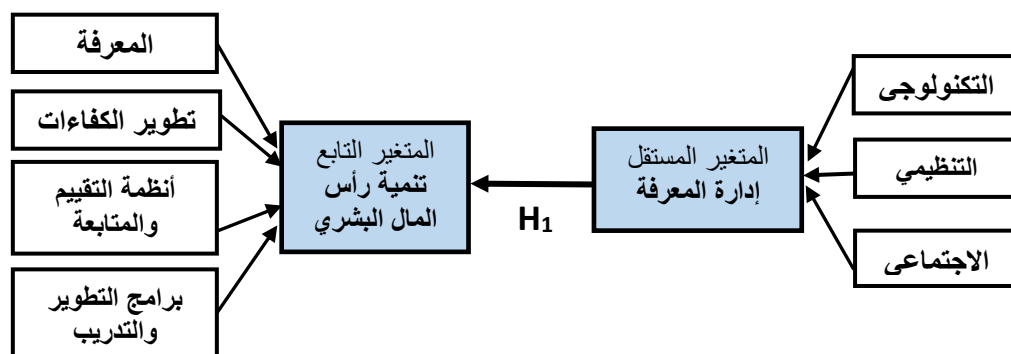 التكنولوجى
التنظيمي
الاجتماعى
المتغير المستقل
إدارة المعرفة
H1
المتغير التابع
تنمية رأس
المال البشري
المعرفة
تطوير الكفاءات
أنظمة التقييم
والمتابعة
برامج التطوير
والتدريب